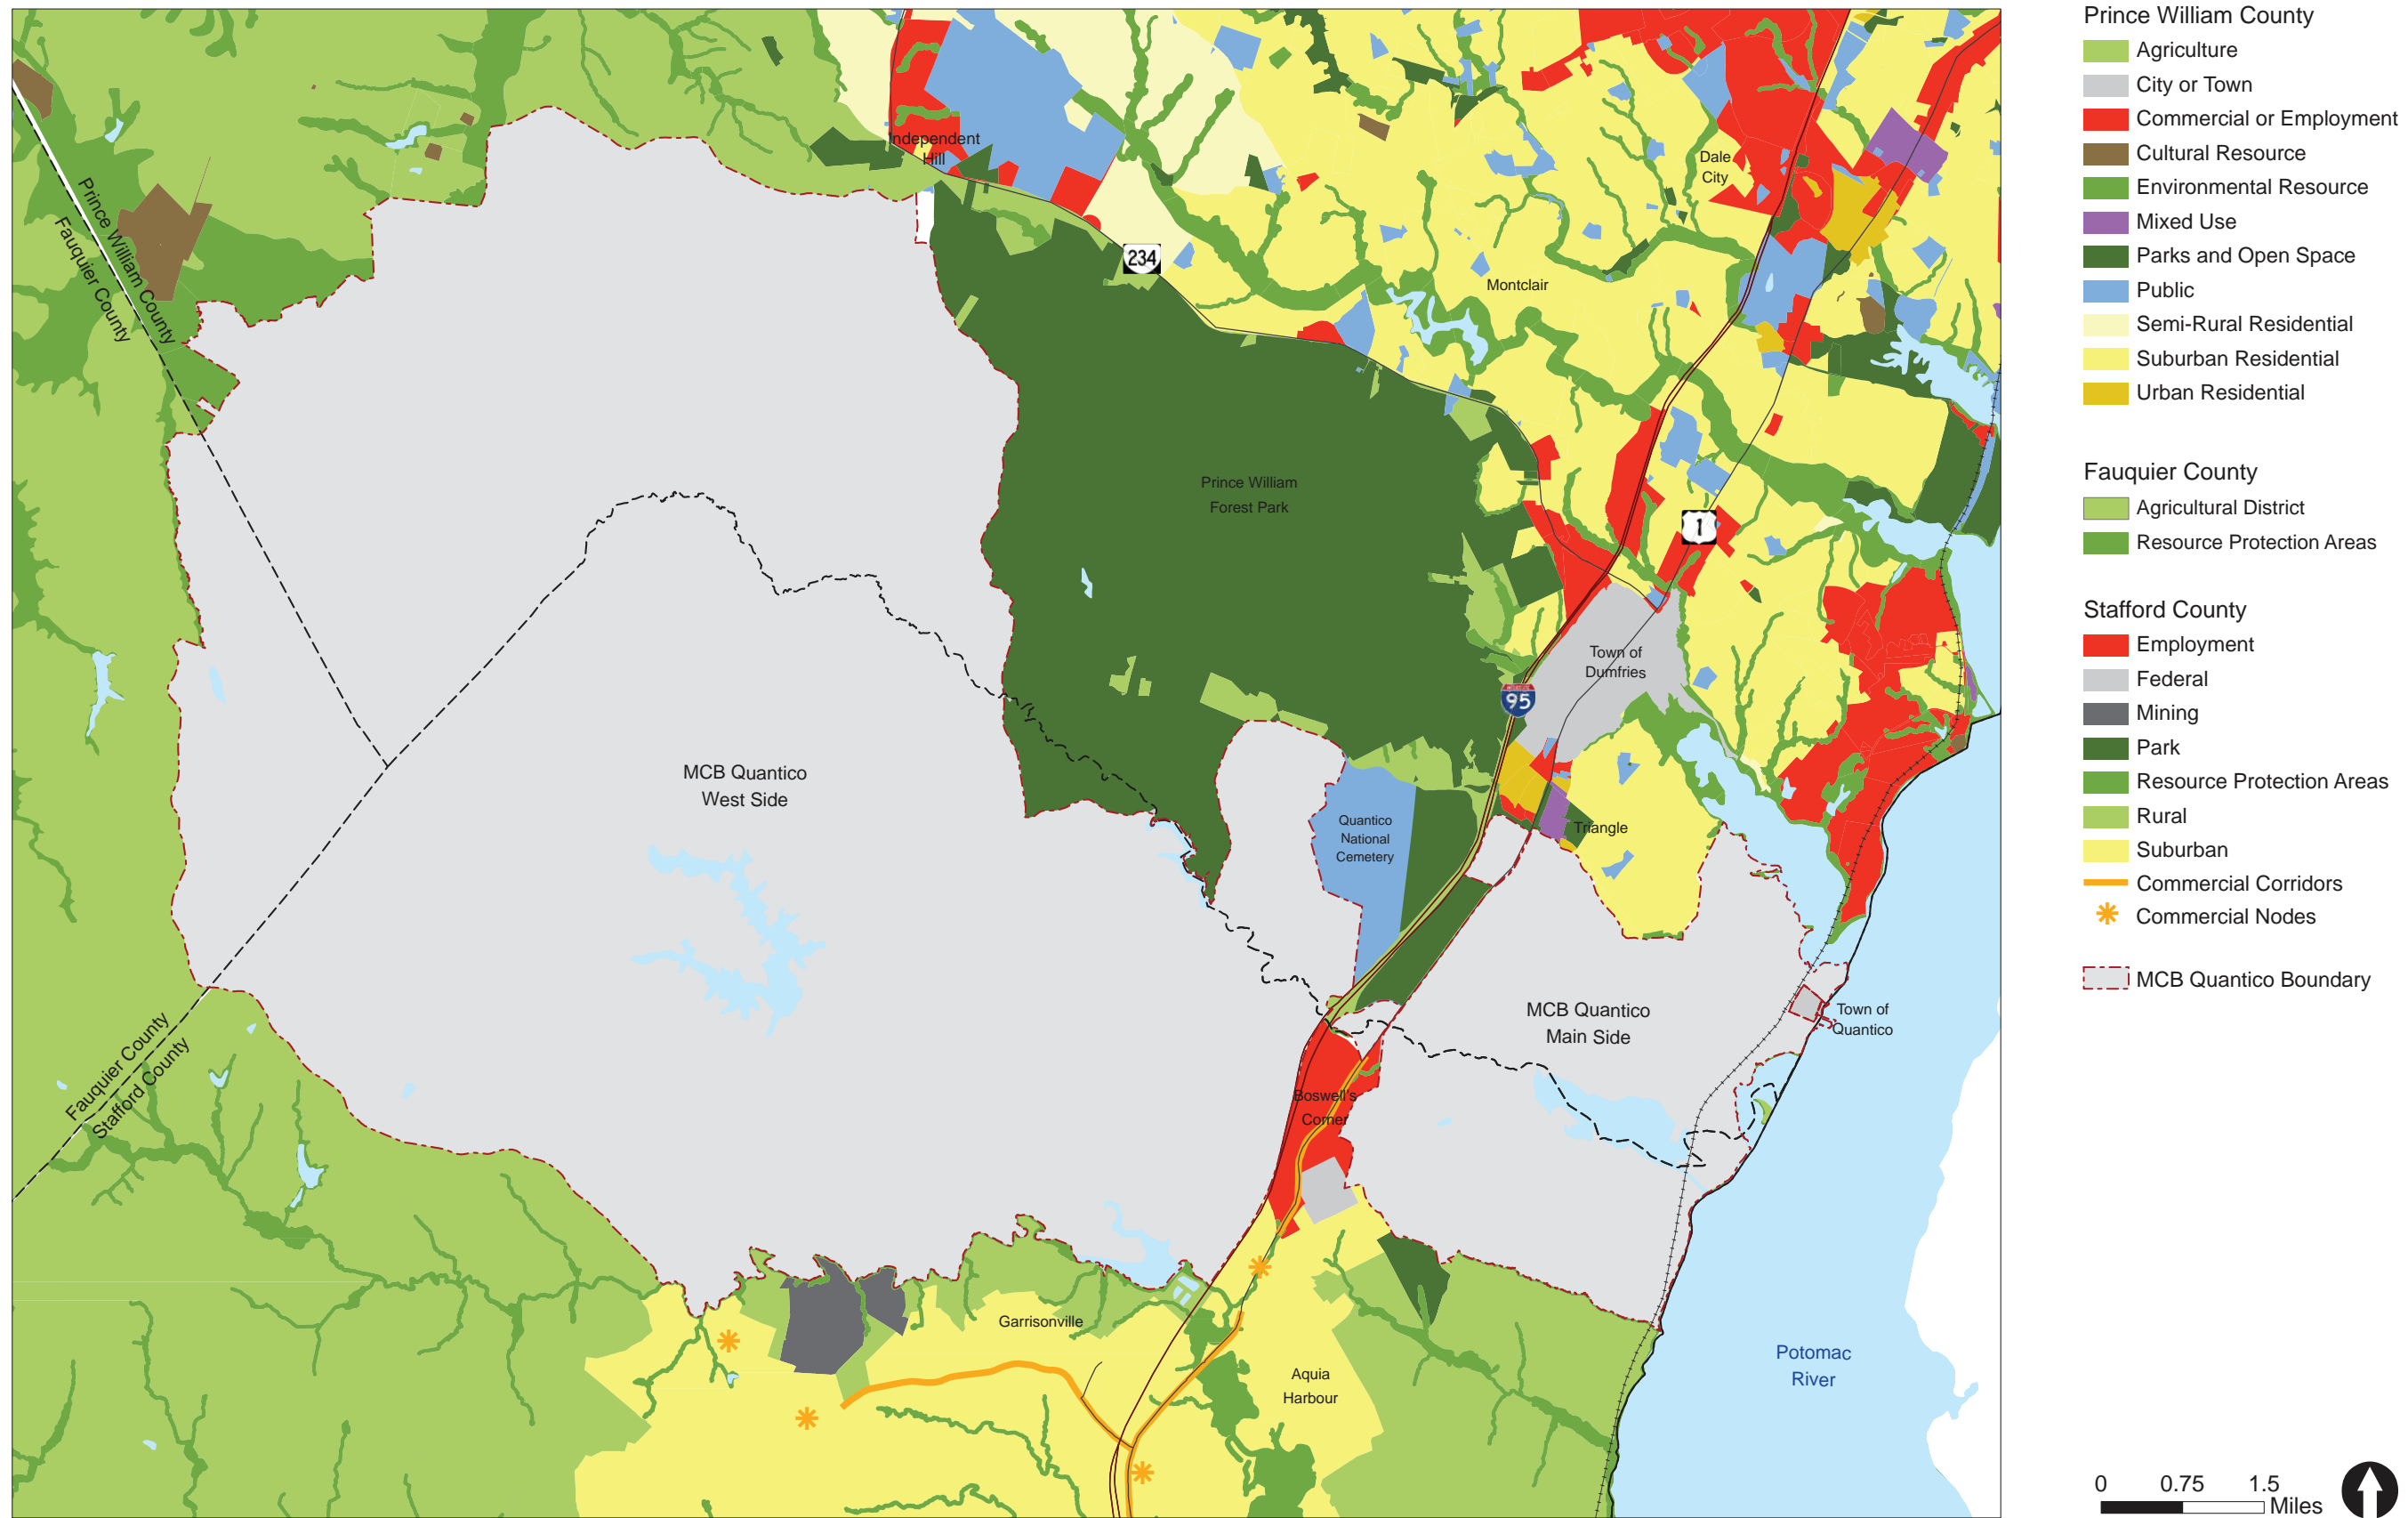 Independent
Hill
Dale
City
Prince William County
Fauquier County
234
Montclair
Prince William
Forest Park
1
Town of
Dumfries
INTERSTATE
95
MCB Quantico
West Side
Quantico
National
Cemetery
Triangle
MCB Quantico
Main Side
Town of
Quantico
Fauquier County
Stafford County
Boswell's
Corner
Garrisonville
Aquia
Harbour
Potomac
River
Prince William County
Agriculture
City or Town
Commercial or Employment
Cultural Resource
Environmental Resource
Mixed Use
Parks and Open Space
Public
Semi-Rural Residential
Suburban Residential
Urban Residential
Fauquier County
Agricultural District
Resource Protection Areas
Stafford County
Employment
Federal
Mining
Park
Resource Protection Areas
Rural
Suburban
Commercial Corridors
Commercial Nodes
MCB Quantico Boundary
0 0.75 1.5
Miles